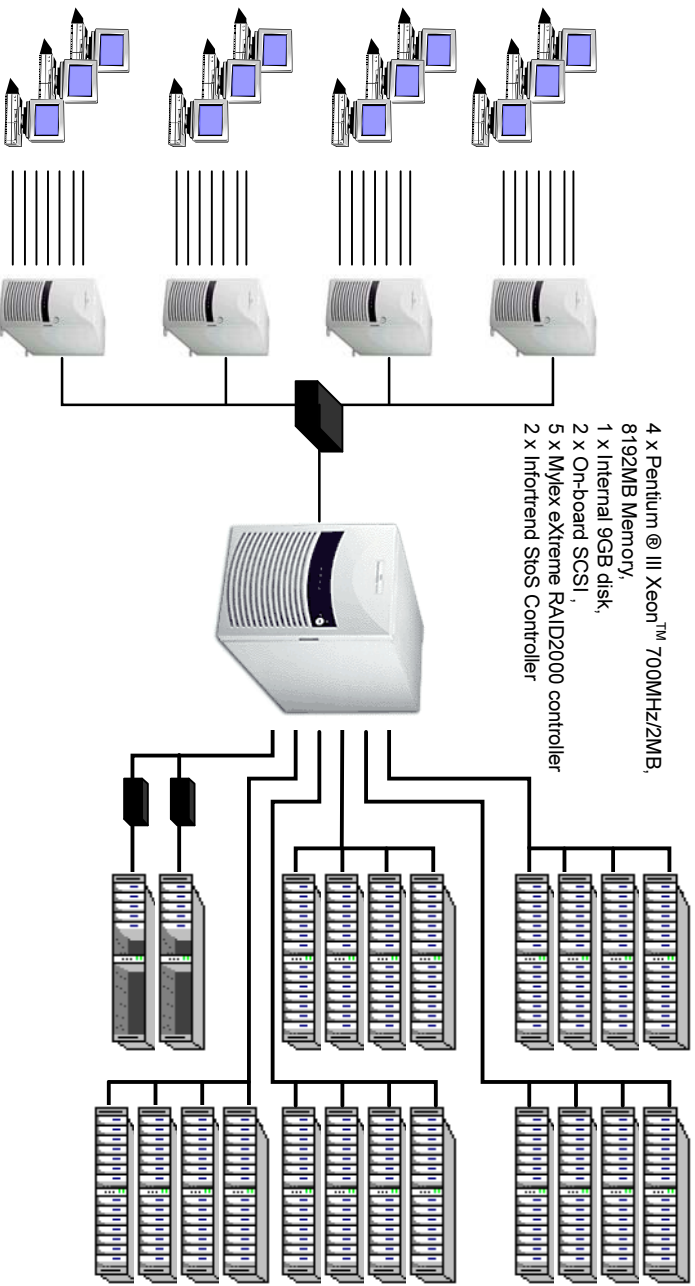 4 x Pentium ® III Xeon™ 700MHz/2MB,
8192MB Memory,
1 x Internal 9GB disk,
2 x On-board SCSI,
5 x Mylex eXtreme RAID2000 controller
2 x Infortrend StoS Controller